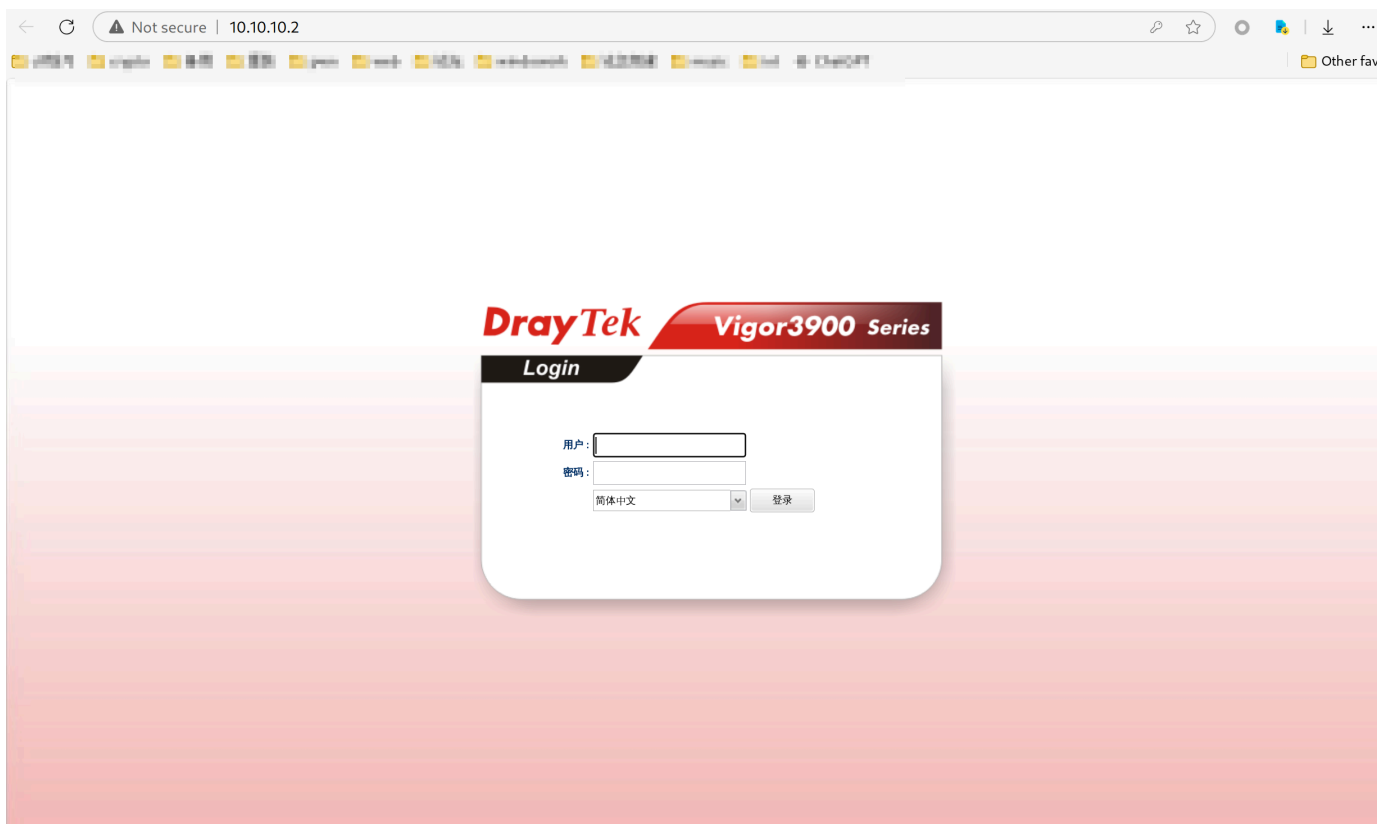 Not secure | 10.10.10.2
Other fav
DrayTek Vigor3900 Series
Login
用户 :
密码 :
简体中文 登录